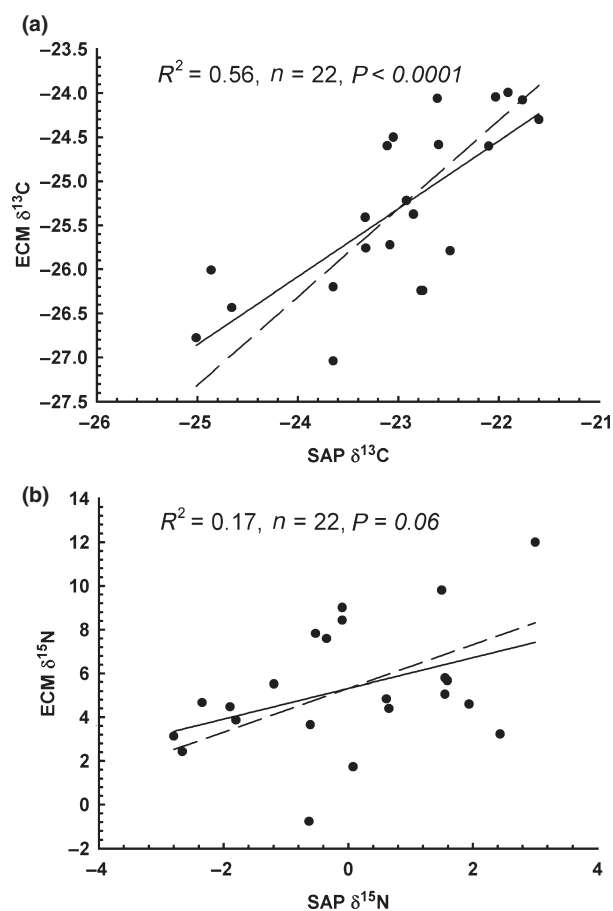 (a)
R² = 0.56, n = 22, P < 0.0001
ECM δ¹³C
–23.5
–24.0
–24.5
–25.0
–25.5
–26.0
–26.5
–27.0
–27.5
–26 –25 –24 –23 –22 –21
SAP δ¹³C
(b)
R² = 0.17, n = 22, P = 0.06
ECM δ¹⁵N
14
12
10
8
6
4
2
0
–2
–4 –2 0 2 4
SAP δ¹⁵N